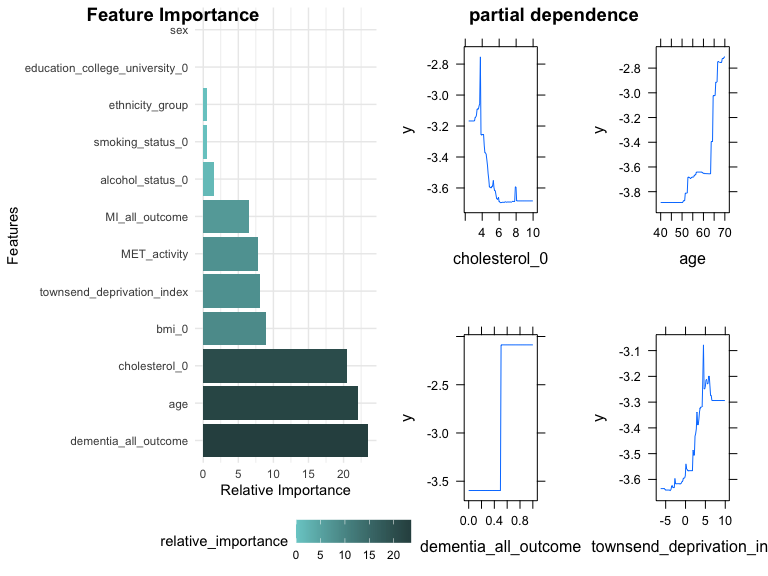 Feature Importance
sex
education_college_university_0
ethnicity_group
smoking_status_0
alcohol_status_0
MI_all_outcome
MET_activity
townsend_deprivation_index
bmi_0
cholesterol_0
age
dementia_all_outcome
Features
0 5 10 15 20
Relative Importance
relative_importance
0 5 10 15 20
partial dependence
-2.8
-3.0
-3.2
-3.4
-3.6
y
4 6 8 10
cholesterol_0
-2.8
-3.0
-3.2
-3.4
-3.6
-3.8
y
40 50 60 70
age
-2.5
-3.0
-3.5
y
0.0 0.4 0.8
dementia_all_outcome
-3.1
-3.2
-3.3
-3.4
-3.5
-3.6
y
-5 0 5 10
townsend_deprivation_in